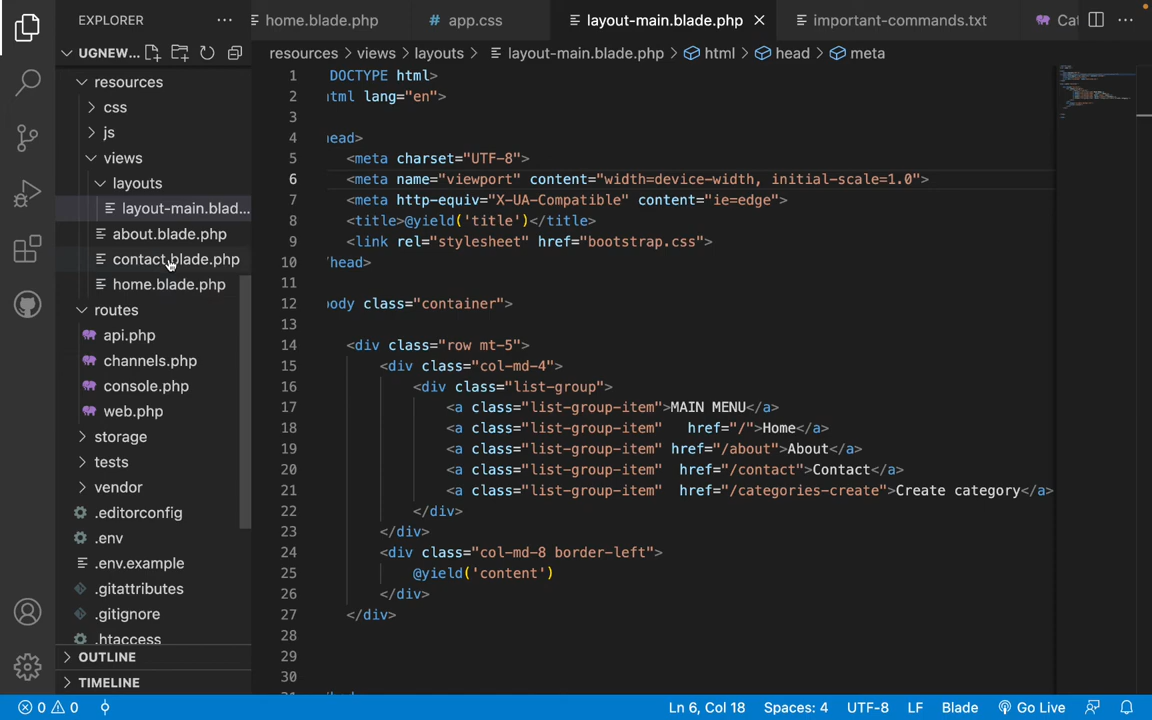 EXPLORER
home.blade.php
app.css
layout-main.blade.php
important-commands.txt
Cat
UGNEW...
resources > views > layouts > layout-main.blade.php > html > head > meta
resources
css
js
views
layouts
layout-main.blad...
about.blade.php
contact.blade.php
home.blade.php
routes
api.php
channels.php
console.php
web.php
storage
tests
vendor
.editorconfig
.env
.env.example
.gitattributes
.gitignore
.htaccess
OUTLINE
TIMELINE
1 DOCTYPE html>
2 html lang="en">
3
4 head>
5 <meta charset="UTF-8">
6 <meta name="viewport" content="width=device-width, initial-scale=1.0">
7 <meta http-equiv="X-UA-Compatible" content="ie=edge">
8 <title>@yield('title')</title>
9 <link rel="stylesheet" href="bootstrap.css">
10 /head>
11
12 body class="container">
13
14 <div class="row mt-5">
15 <div class="col-md-4">
16 <div class="list-group">
17 <a class="list-group-item">MAIN MENU</a>
18 <a class="list-group-item"   href="/">Home</a>
19 <a class="list-group-item" href="/about">About</a>
20 <a class="list-group-item"  href="/contact">Contact</a>
21 <a class="list-group-item"  href="/categories-create">Create category</a>
22 </div>
23 </div>
24 <div class="col-md-8 border-left">
25 @yield('content')
26 </div>
27 </div>
28
29
30
0 0
Ln 6, Col 18
Spaces: 4
UTF-8
LF
Blade
Go Live